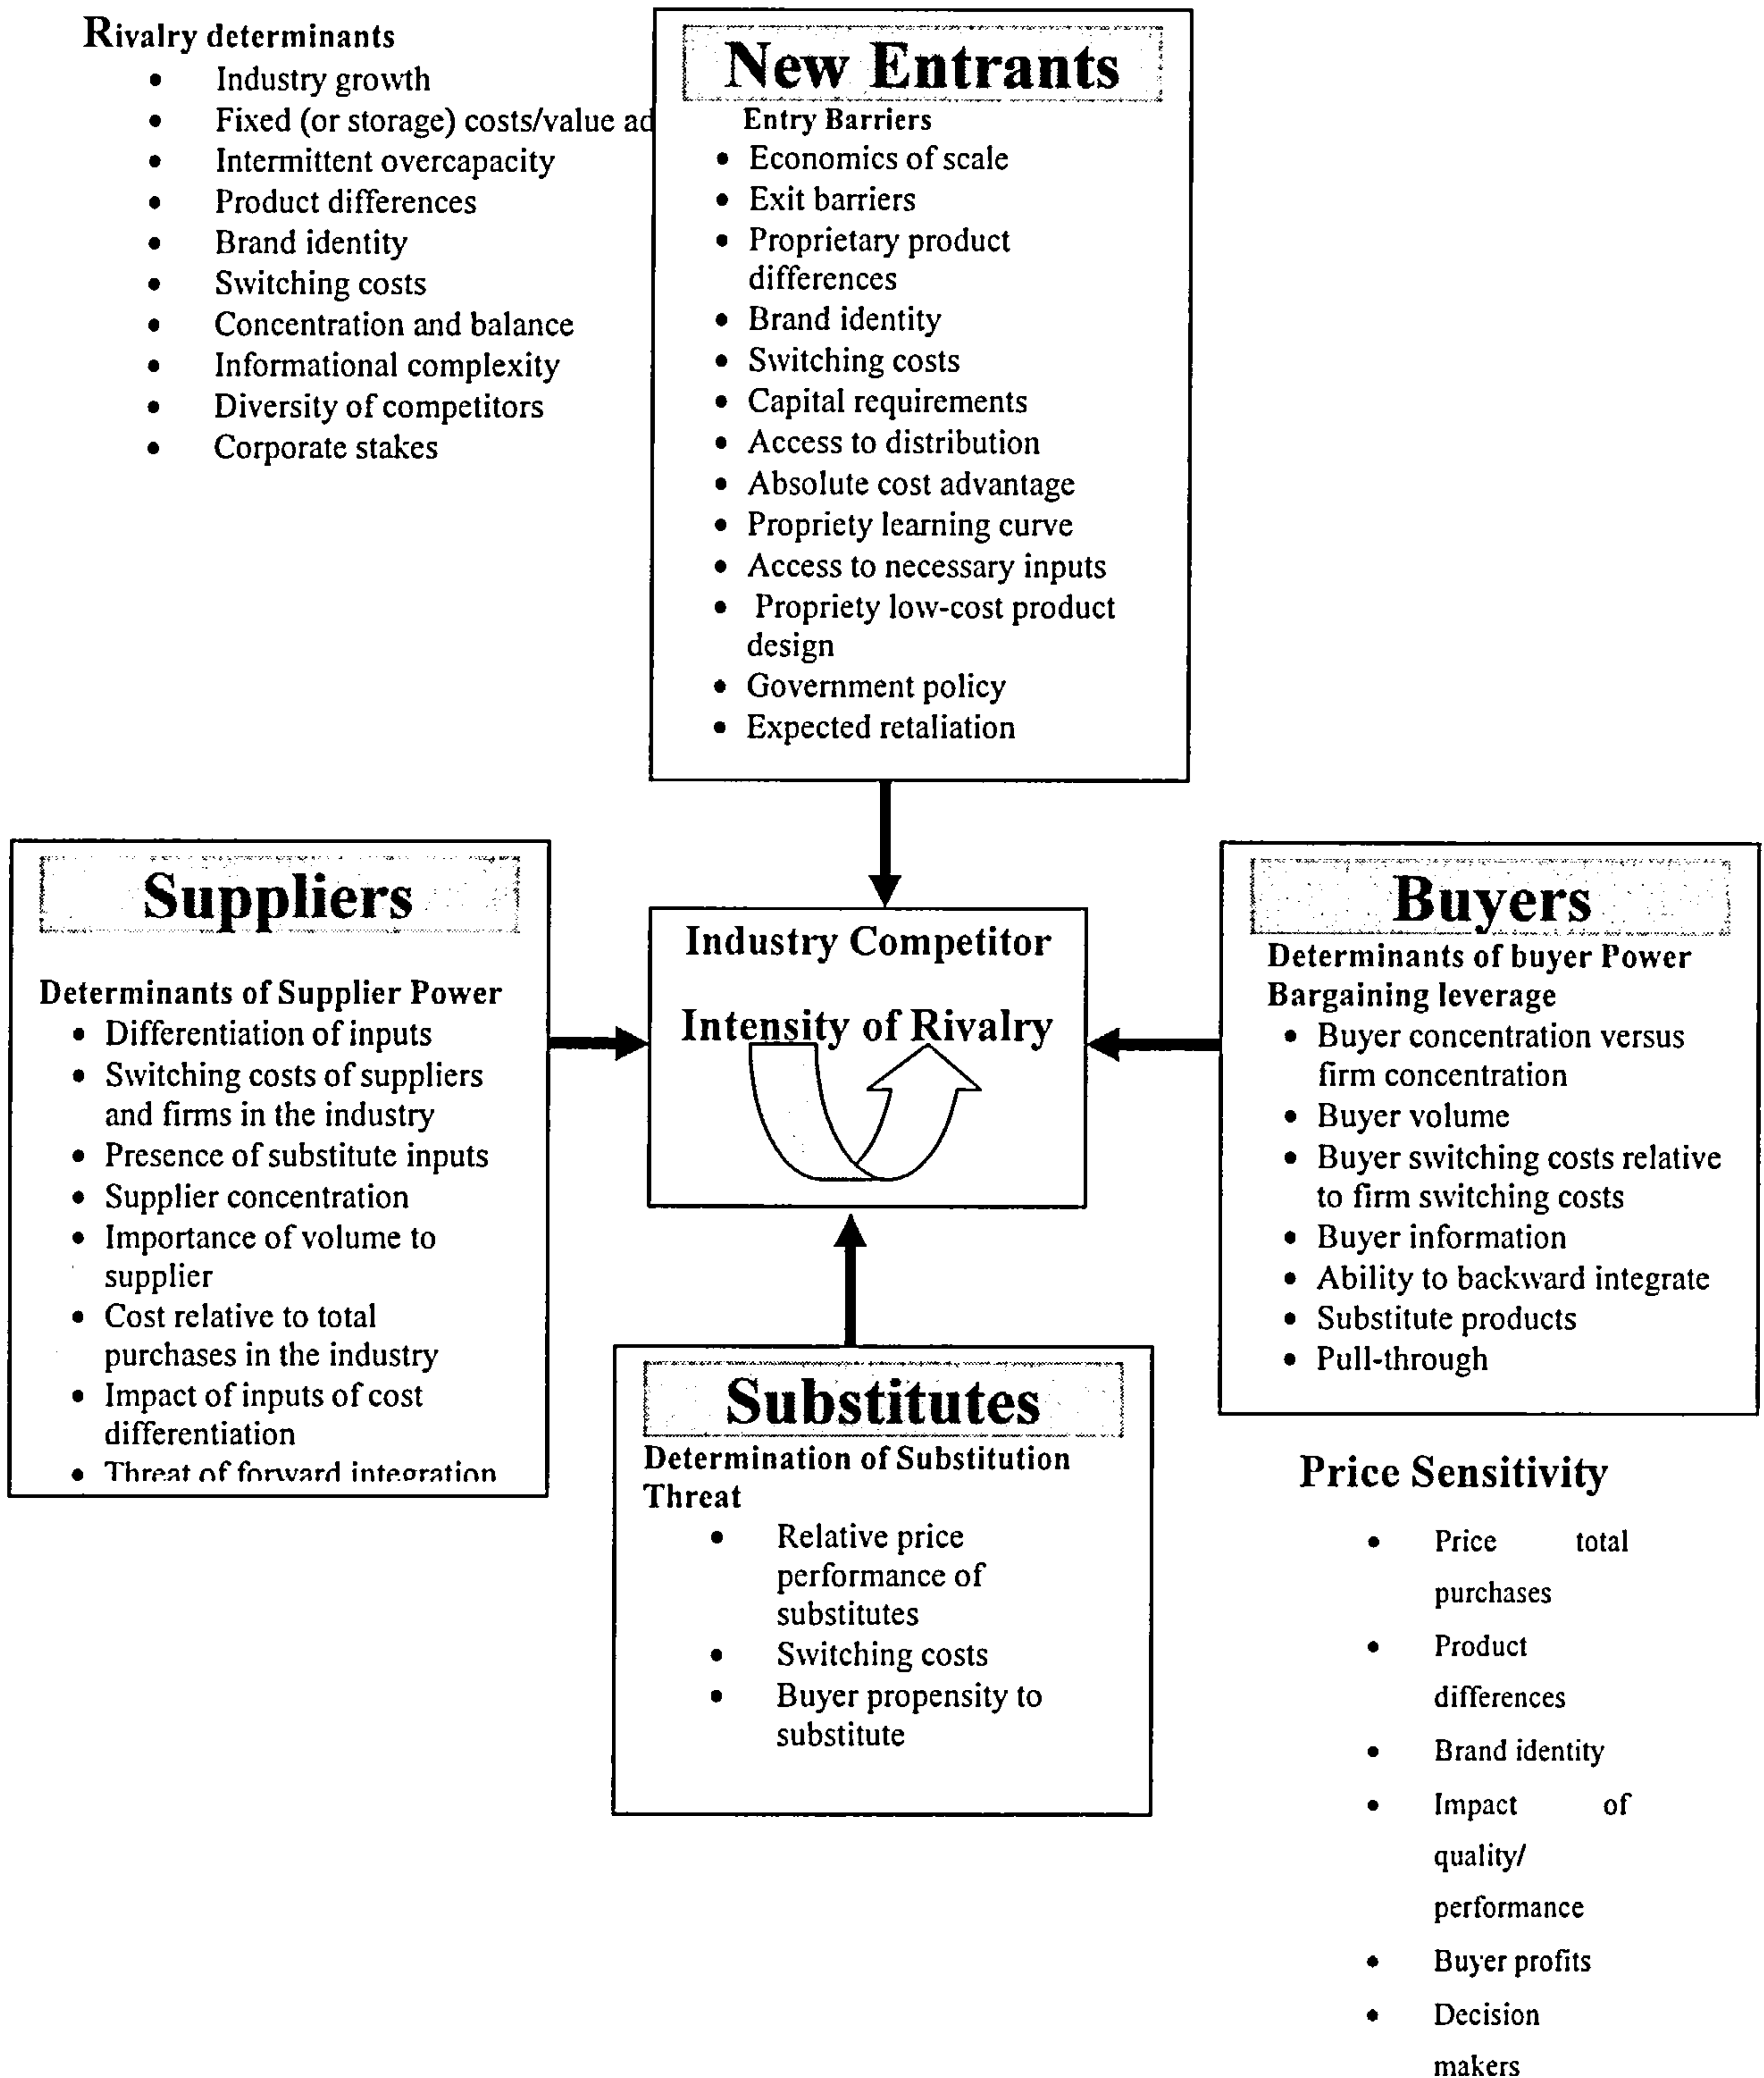 Rivalry determinants
• Industry growth
• Fixed (or storage) costs/value ad
• Intermittent overcapacity
• Product differences
• Brand identity
• Switching costs
• Concentration and balance
• Informational complexity
• Diversity of competitors
• Corporate stakes
New Entrants
Entry Barriers
• Economics of scale
• Exit barriers
• Proprietary product
differences
• Brand identity
• Switching costs
• Capital requirements
• Access to distribution
• Absolute cost advantage
• Propriety learning curve
• Access to necessary inputs
• Propriety low-cost product
design
• Government policy
• Expected retaliation
Suppliers
Determinants of Supplier Power
• Differentiation of inputs
• Switching costs of suppliers
and firms in the industry
• Presence of substitute inputs
• Supplier concentration
• Importance of volume to
supplier
• Cost relative to total
purchases in the industry
• Impact of inputs of cost
differentiation
• Threat of forward integration
Industry Competitor
Intensity of Rivalry
Buyers
Determinants of buyer Power
Bargaining leverage
• Buyer concentration versus
firm concentration
• Buyer volume
• Buyer switching costs relative
to firm switching costs
• Buyer information
• Ability to backward integrate
• Substitute products
• Pull-through
Substitutes
Determination of Substitution
Threat
• Relative price
performance of
substitutes
• Switching costs
• Buyer propensity to
substitute
Price Sensitivity
• Price total
purchases
• Product
differences
• Brand identity
• Impact of
quality/
performance
• Buyer profits
• Decision
makers